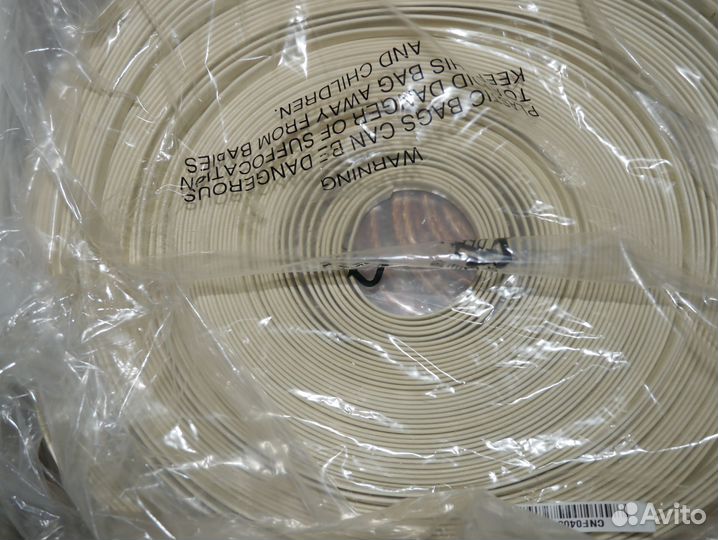 WARNING
BAGS CAN BE DANGEROUS
DANGER OF SUFFOCATION
BAG AWAY FROM BABIES
AND CHILDREN.
Avito